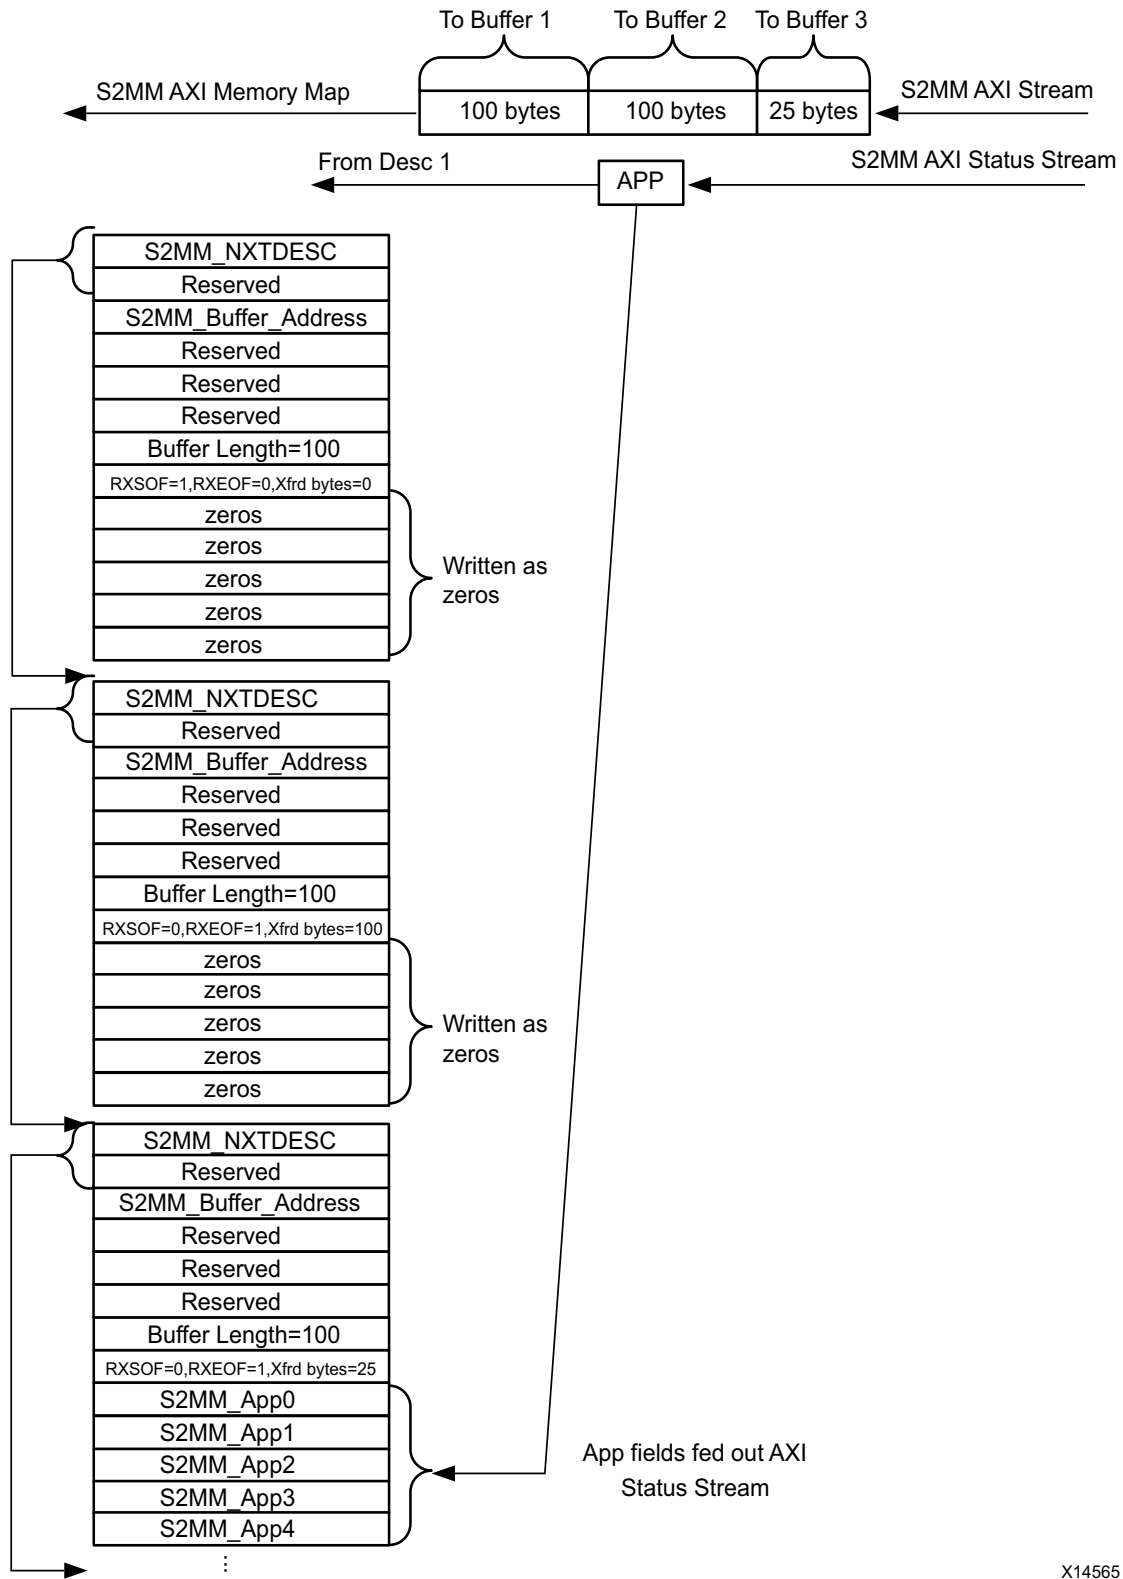 To Buffer 1 To Buffer 2 To Buffer 3
S2MM AXI Memory Map
100 bytes 100 bytes 25 bytes
S2MM AXI Stream
From Desc 1
APP
S2MM AXI Status Stream
S2MM_NXTDESC
Reserved
S2MM_Buffer_Address
Reserved
Reserved
Reserved
Buffer Length=100
RXSOF=1,RXEOF=0,Xfrd bytes=0
zeros
zeros
zeros
zeros
zeros
Written as
zeros
S2MM_NXTDESC
Reserved
S2MM_Buffer_Address
Reserved
Reserved
Reserved
Buffer Length=100
RXSOF=0,RXEOF=1,Xfrd bytes=100
zeros
zeros
zeros
zeros
zeros
Written as
zeros
S2MM_NXTDESC
Reserved
S2MM_Buffer_Address
Reserved
Reserved
Reserved
Buffer Length=100
RXSOF=0,RXEOF=1,Xfrd bytes=25
S2MM_App0
S2MM_App1
S2MM_App2
S2MM_App3
S2MM_App4
App fields fed out AXI
Status Stream
...
X14565